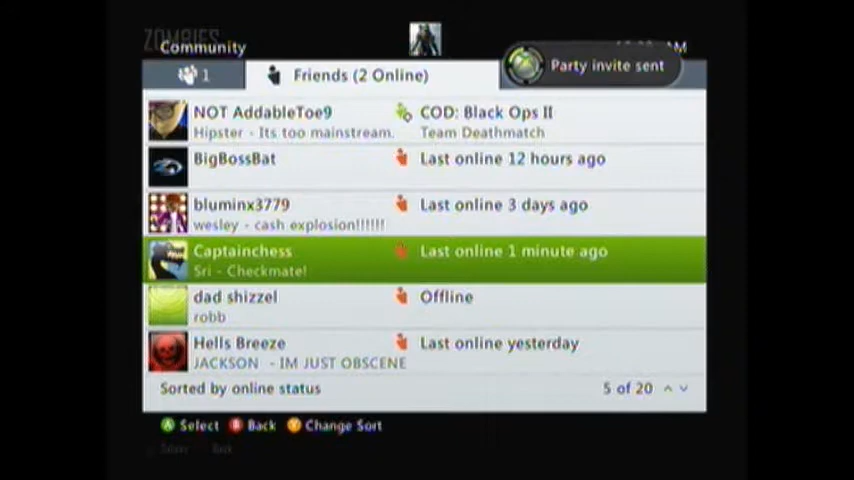 ZOMBIES
Community
Party invite sent
1
Friends (2 Online)
NOT AddableToe9
COD: Black Ops II
Hipster - Its too mainstream.
Team Deathmatch
BigBossBat
Last online 12 hours ago
bluminx3779
Last online 3 days ago
wesley - cash explosion!!!!!!
Captainchess
Last online 1 minute ago
Sri - Checkmate!
dad shizzel
Offline
robb
Hells Breeze
Last online yesterday
JACKSON - IM JUST OBSCENE
Sorted by online status
5 of 20
A Select B Back Y Change Sort